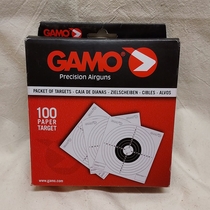 GAMO
Precision Airguns
PACKET OF TARGETS - CAJA DE DIANAS - ZIELSCHEIBEN - CIBLES - ALVOS
100
PAPER
TARGET
www.gamo.com